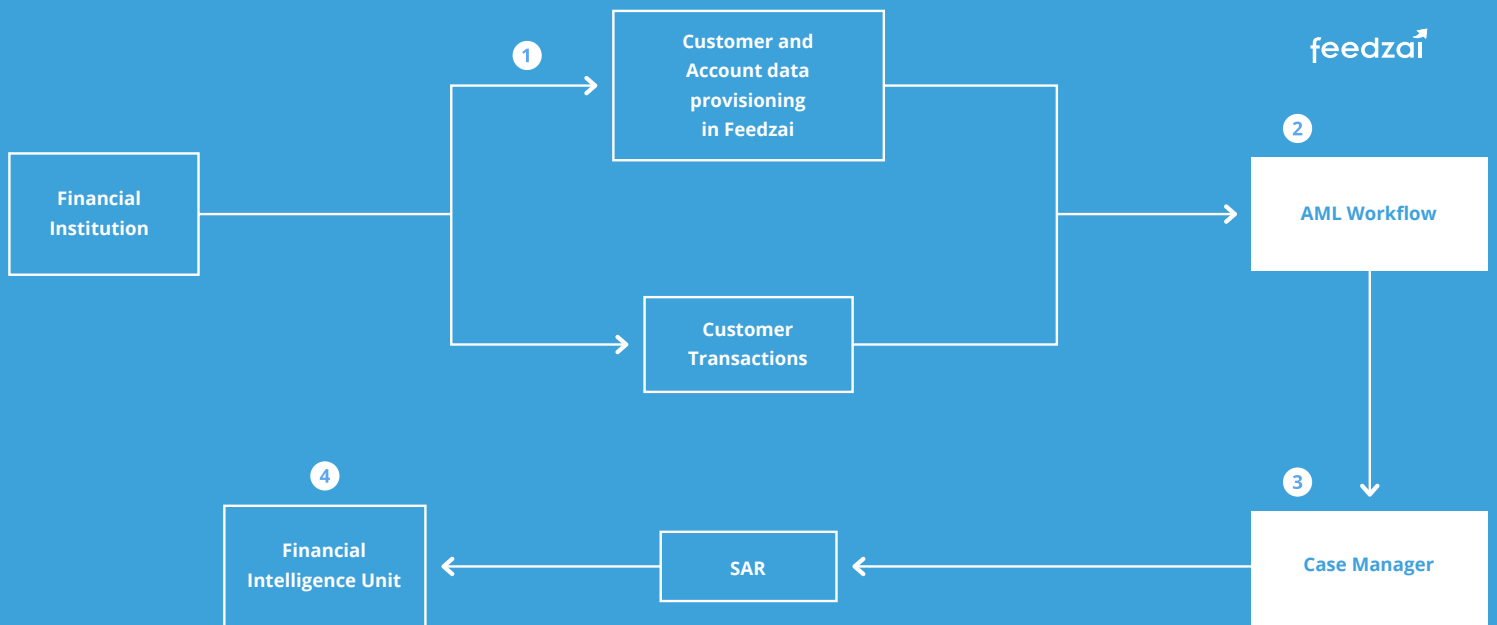 1
Customer and
Account data
provisioning
in Feedzai
feedzai
2
Financial
Institution
AML Workflow
Customer
Transactions
4
3
Financial
Intelligence Unit
SAR
Case Manager